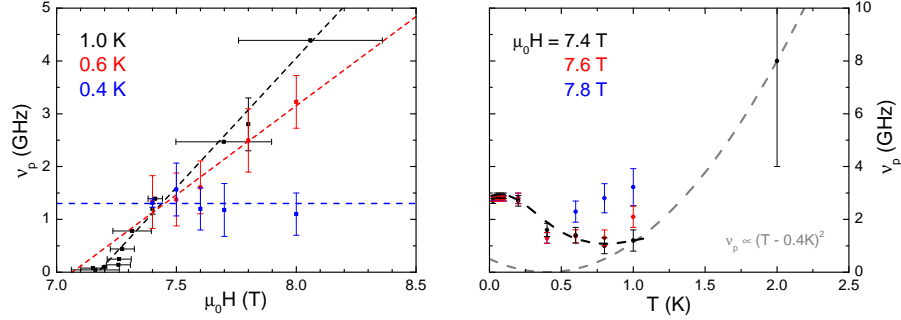 1.0 K
0.6 K
0.4 K
5
4
3
2
1
0
ν_p (GHz)
7.0 7.5 8.0 8.5
μ₀H (T)
μ₀H = 7.4 T
7.6 T
7.8 T
10
8
6
4
2
0
ν_p (GHz)
ν_p ∝ (T - 0.4K)²
0.0 0.5 1.0 1.5 2.0 2.5
T (K)